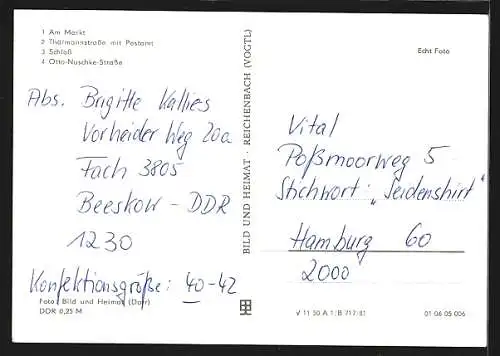 1 Am Markt
2 Thälmannstraße mit Postamt
3 Schloß
4 Otto-Nuschke-Straße
Abs. Brigitte Kallies
Vorheider Weg 20a
Fach 3805
Beeskow - DDR
1230
Konfektionsgröße: 40-42
Foto: Bild und Heimat (Darr)
DDR 0,25 M
BILD UND HEIMAT · REICHENBACH (VOGTL)
Echt Foto
Vital
Poßmoorweg 5
Stichwort: „Seidenshirt"
Hamburg 60
2000
V 11 50 A 1/B 717/81
01 06 05 006